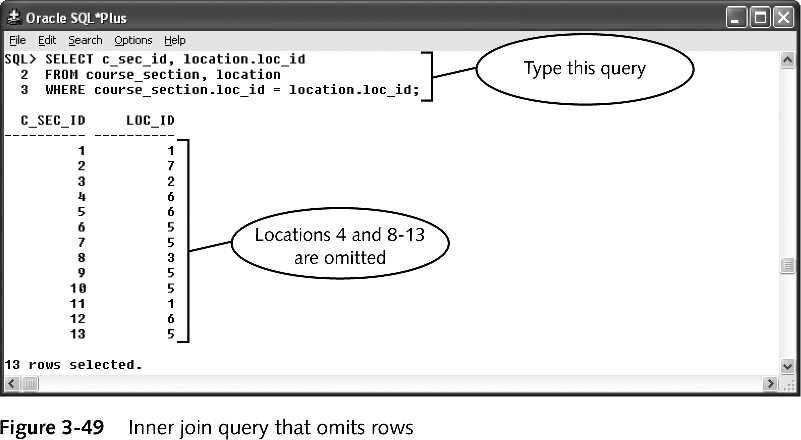 Oracle SQL*Plus
File Edit Search Options Help
SQL> SELECT c_sec_id, location.loc_id
2 FROM course_section, location
3 WHERE course_section.loc_id = location.loc_id;
Type this query
C_SEC_ID LOC_ID
---------- ----------
1 1
2 7
3 2
4 6
5 6
6 5
7 5
8 3
9 5
10 5
11 1
12 6
13 5
Locations 4 and 8-13
are omitted
13 rows selected.
Figure 3-49 Inner join query that omits rows